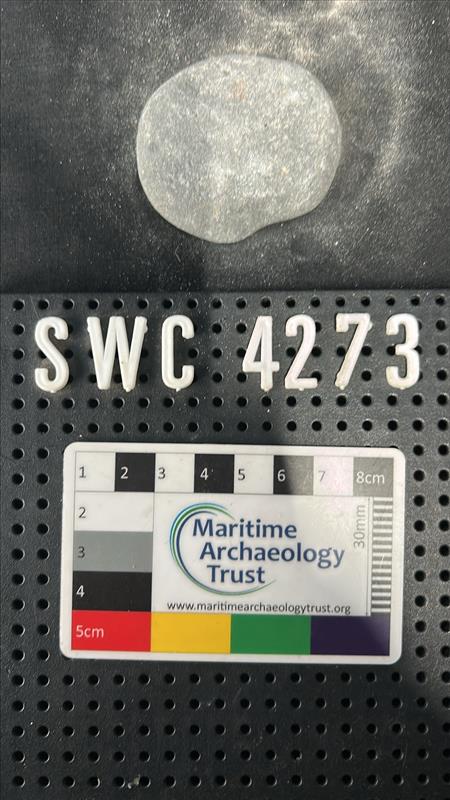 SWC 4273
1 2 3 4 5 6 7 8cm
2
3
4
5cm
30mm
Maritime
Archaeology
Trust
www.maritimearchaeologytrust.org